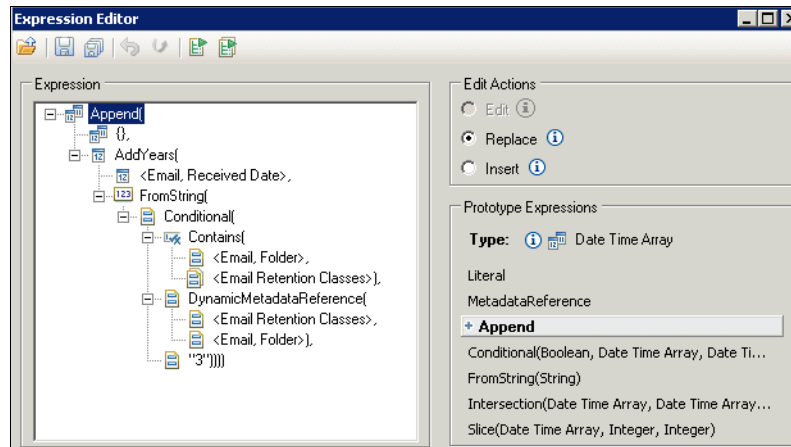 Expression Editor
Expression
Append(
{},
AddYears(
<Email, Received Date>,
FromString(
Conditional(
Contains(
<Email, Folder>,
<Email Retention Classes>),
DynamicMetadataReference(
<Email Retention Classes>,
<Email, Folder>),
"3"))))
Edit Actions
Edit
Replace
Insert
Prototype Expressions
Type: Date Time Array
Literal
MetadataReference
+ Append
Conditional(Boolean, Date Time Array, Date Ti...
FromString(String)
Intersection(Date Time Array, Date Time Array...
Slice(Date Time Array, Integer, Integer)